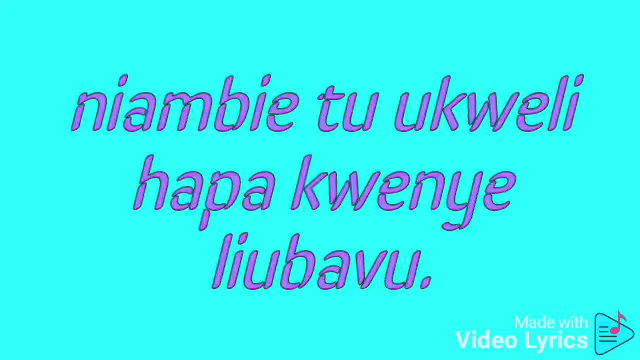 niambie tu ukweli
hapa kwenye
liubavu.
Made with
Video Lyrics